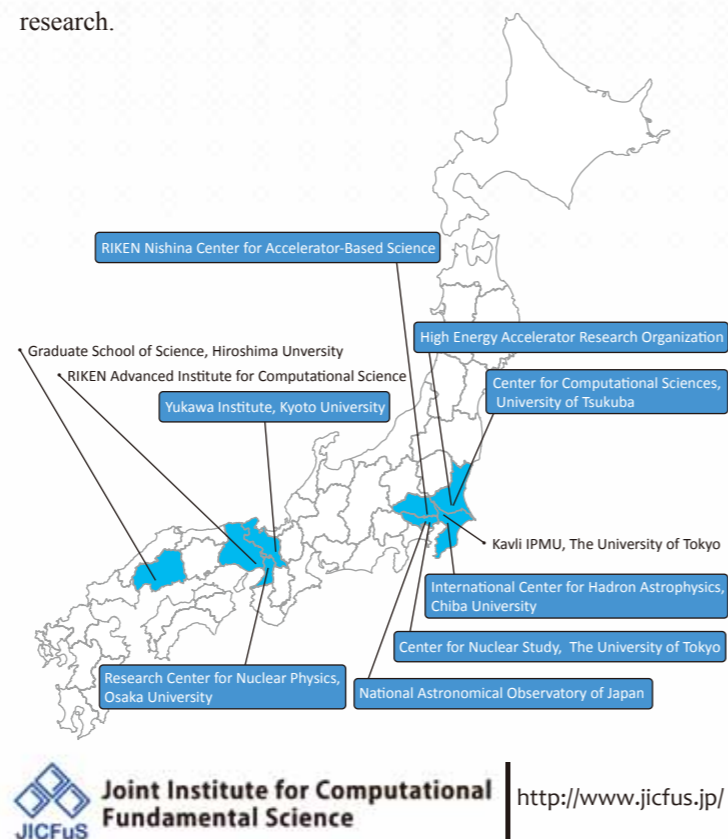 research.
RIKEN Nishina Center for Accelerator-Based Science
High Energy Accelerator Research Organization
Graduate School of Science, Hiroshima Unversity
RIKEN Advanced Institute for Computational Science
Center for Computational Sciences,
University of Tsukuba
Yukawa Institute, Kyoto University
Kavli IPMU, The University of Tokyo
International Center for Hadron Astrophysics,
Chiba University
Center for Nuclear Study, The University of Tokyo
Research Center for Nuclear Physics,
Osaka University
National Astronomical Observatory of Japan
JICFuS
Joint Institute for Computational
Fundamental Science
http://www.jicfus.jp/